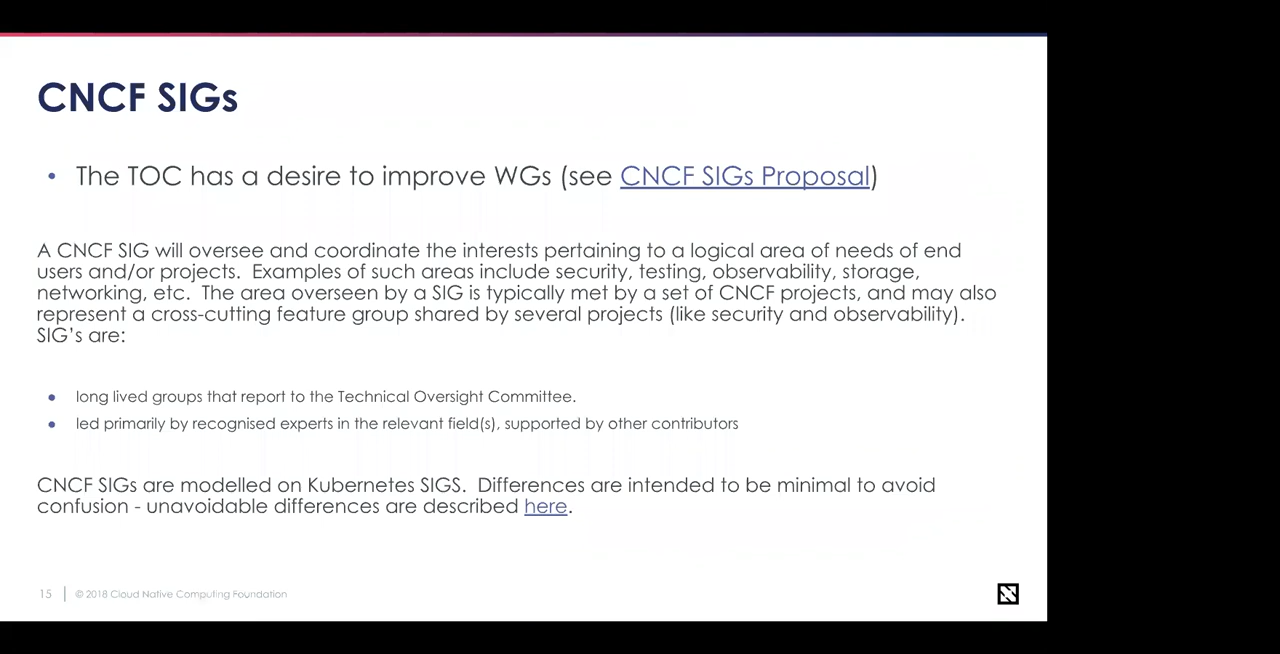 CNCF SIGs
• The TOC has a desire to improve WGs (see CNCF SIGs Proposal)
A CNCF SIG will oversee and coordinate the interests pertaining to a logical area of needs of end
users and/or projects.  Examples of such areas include security, testing, observability, storage,
networking, etc.  The area overseen by a SIG is typically met by a set of CNCF projects, and may also
represent a cross-cutting feature group shared by several projects (like security and observability).
SIG’s are:
● long lived groups that report to the Technical Oversight Committee.
● led primarily by recognised experts in the relevant field(s), supported by other contributors
CNCF SIGs are modelled on Kubernetes SIGS.  Differences are intended to be minimal to avoid
confusion - unavoidable differences are described here.
15 | © 2018 Cloud Native Computing Foundation